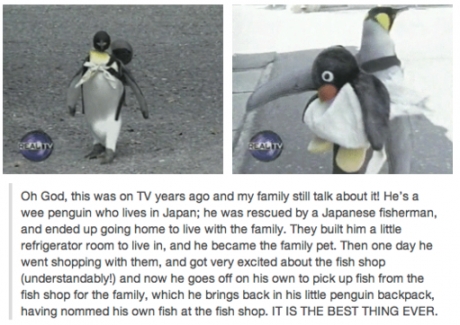 REAL TV
REAL TV
Oh God, this was on TV years ago and my family still talk about it! He's a
wee penguin who lives in Japan; he was rescued by a Japanese fisherman,
and ended up going home to live with the family. They built him a little
refrigerator room to live in, and he became the family pet. Then one day he
went shopping with them, and got very excited about the fish shop
(understandably!) and now he goes off on his own to pick up fish from the
fish shop for the family, which he brings back in his little penguin backpack,
having nommed his own fish at the fish shop. IT IS THE BEST THING EVER.